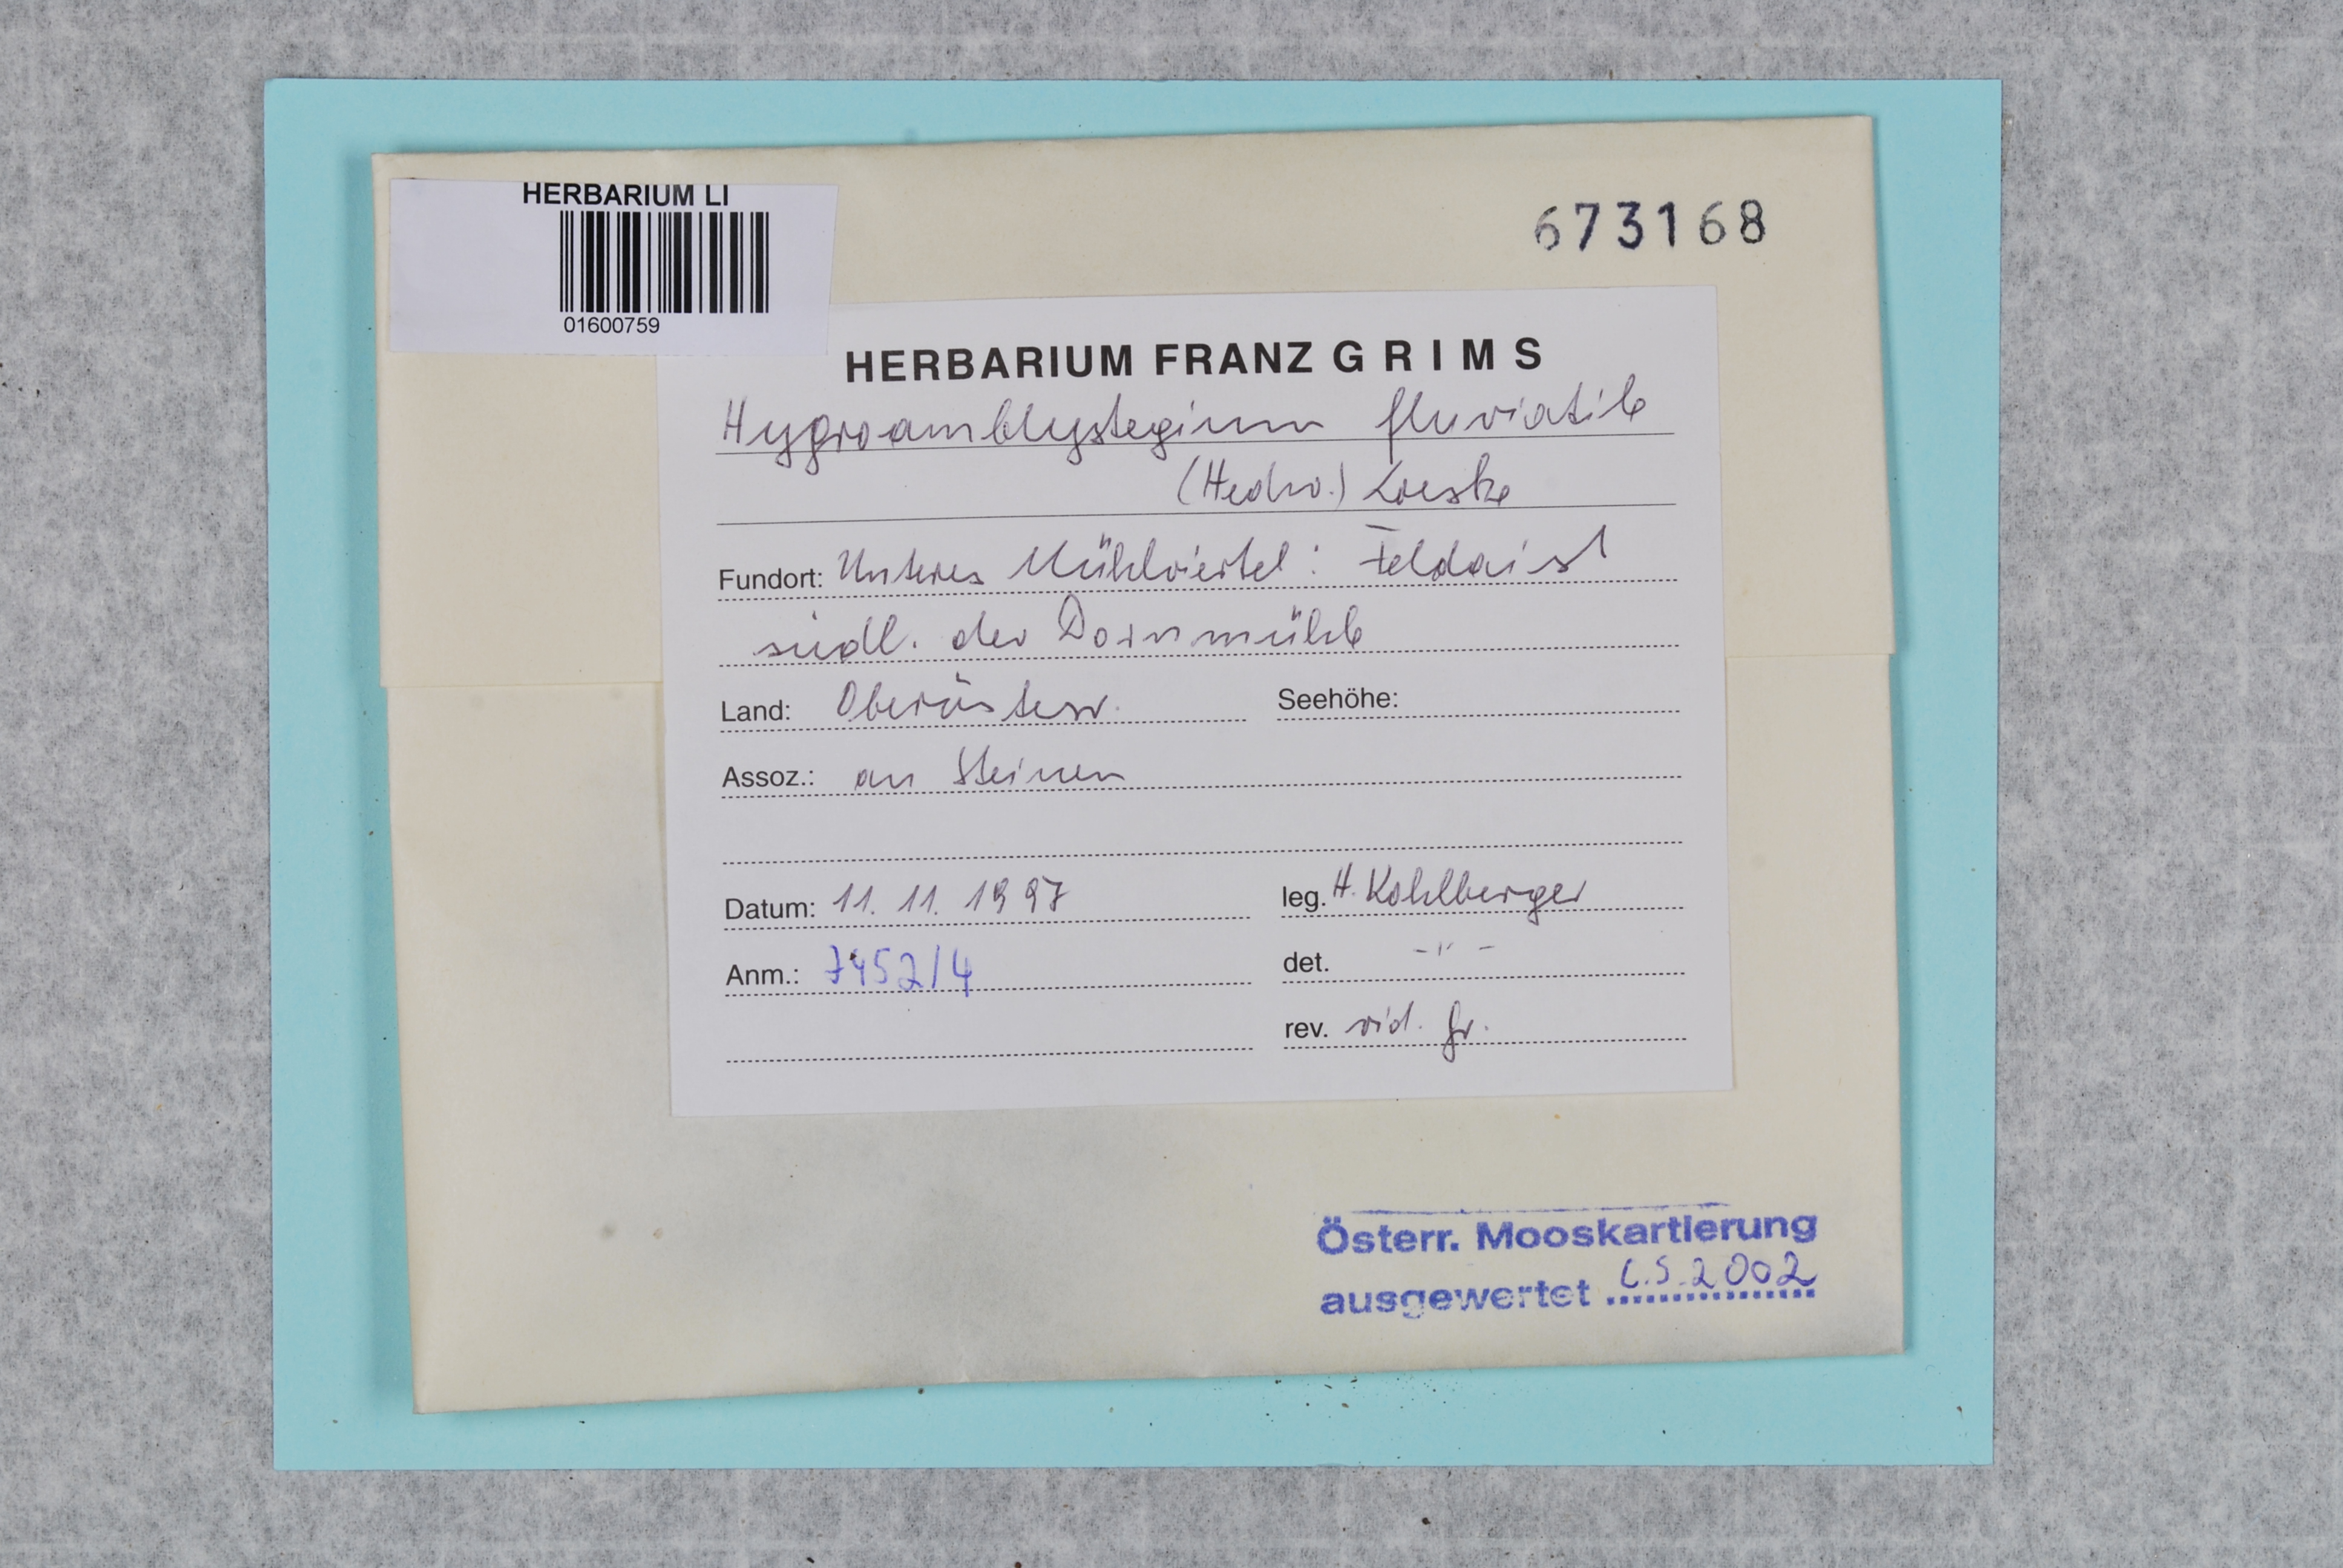 HERBARIUM LI
01600759
673168
HERBARIUM FRANZ GRIMS
Hygroamblystegium fluviatile
(Hedw.) Loeske
Fundort: Unteres Mühlviertel: Feldaist
südl. der Dornmühle
Land: Oberösterr. Seehöhe:
Assoz.: an Steinen
Datum: 11. 11. 1997 leg. H. Kohlberger
Anm.: 7452/4 det. -"-
rev. vid. Gr.
Österr. Mooskartierung
ausgewertet 2002